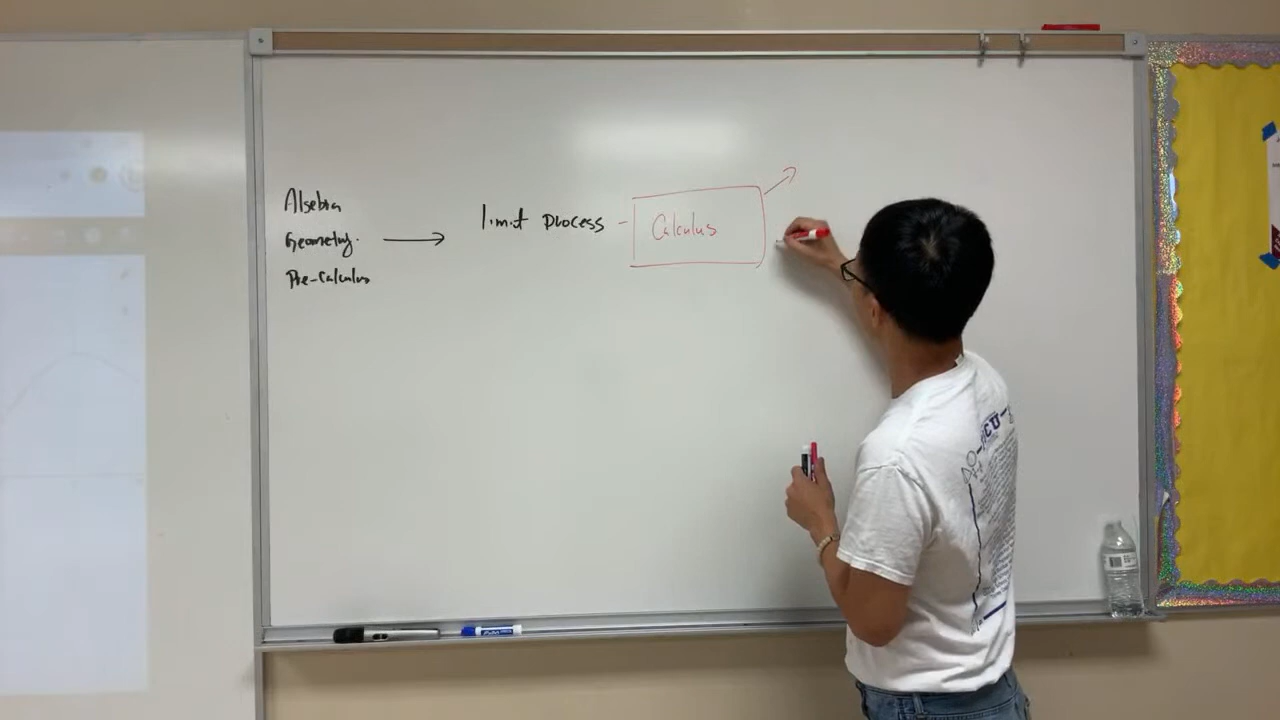 Algebra
Geometry.
Pre-Calculus
limit process
Calculus